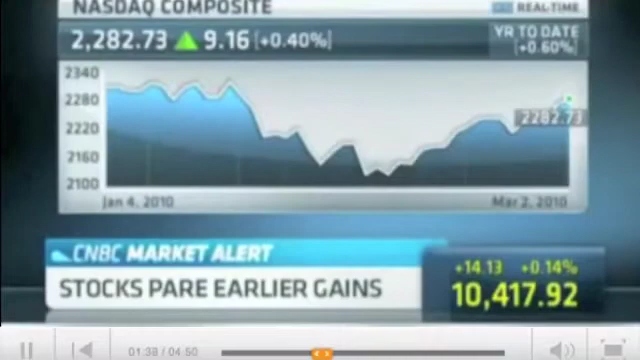 NASDAQ COMPOSITE
REAL-TIME
2,282.73 ▲ 9.16 [+0.40%]
YR TO DATE
[+0.60%]
2340
2280
2220
2160
2100
2282.73
Jan 4, 2010
Mar 2, 2010
CNBC MARKET ALERT
STOCKS PARE EARLIER GAINS
+14.13 +0.14%
10,417.92
01:38 / 04:50